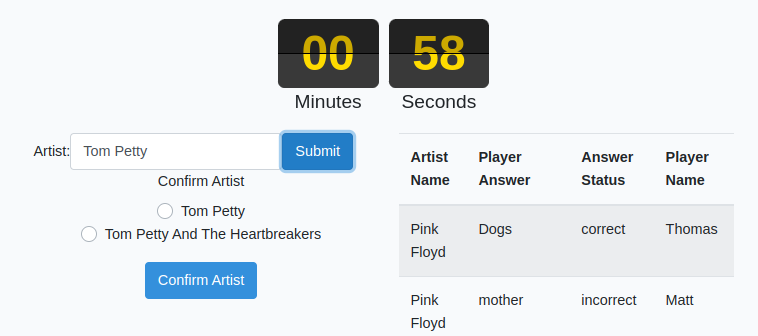 00 58
Minutes Seconds
Artist: Tom Petty Submit
Confirm Artist
Tom Petty
Tom Petty And The Heartbreakers
Confirm Artist
Artist Name Player Answer Answer Status Player Name
Pink Floyd Dogs correct Thomas
Pink Floyd mother incorrect Matt